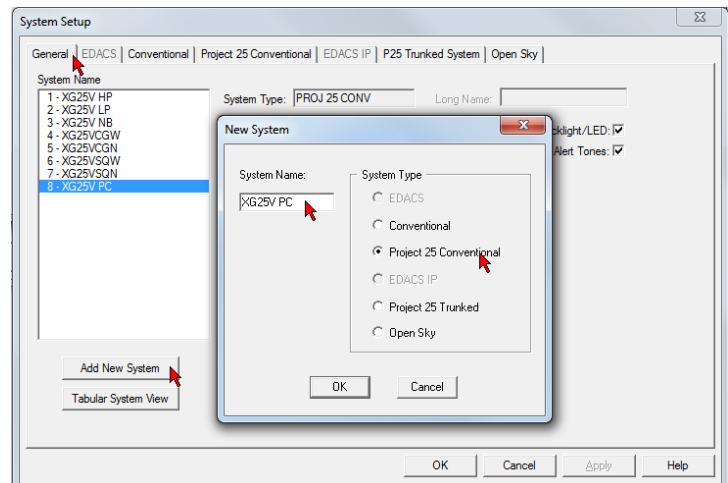 System Setup
General EDACS Conventional Project 25 Conventional EDACS IP P25 Trunked System Open Sky
System Name
1 - XG25V HP
2 - XG25V LP
3 - XG25V NB
4 - XG25VCGW
5 - XG25VCGN
6 - XG25VSQW
7 - XG25VSQN
8 - XG25V PC
System Type: PROJ 25 CONV Long Name:
cklight/LED:
Alert Tones:
New System
System Name:
XG25V PC
System Type
EDACS
Conventional
Project 25 Conventional
EDACS IP
Project 25 Trunked
Open Sky
OK Cancel
Add New System
Tabular System View
OK Cancel Apply Help